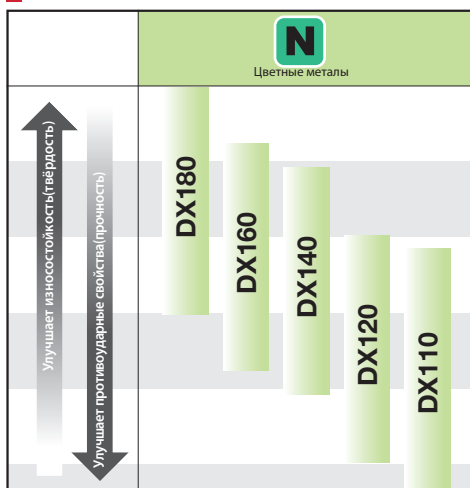 N
Цветные металы
Улучшает износостойкость(твёрдость)
Улучшает противоударные свойства(прочность)
DX180
DX160
DX140
DX120
DX110